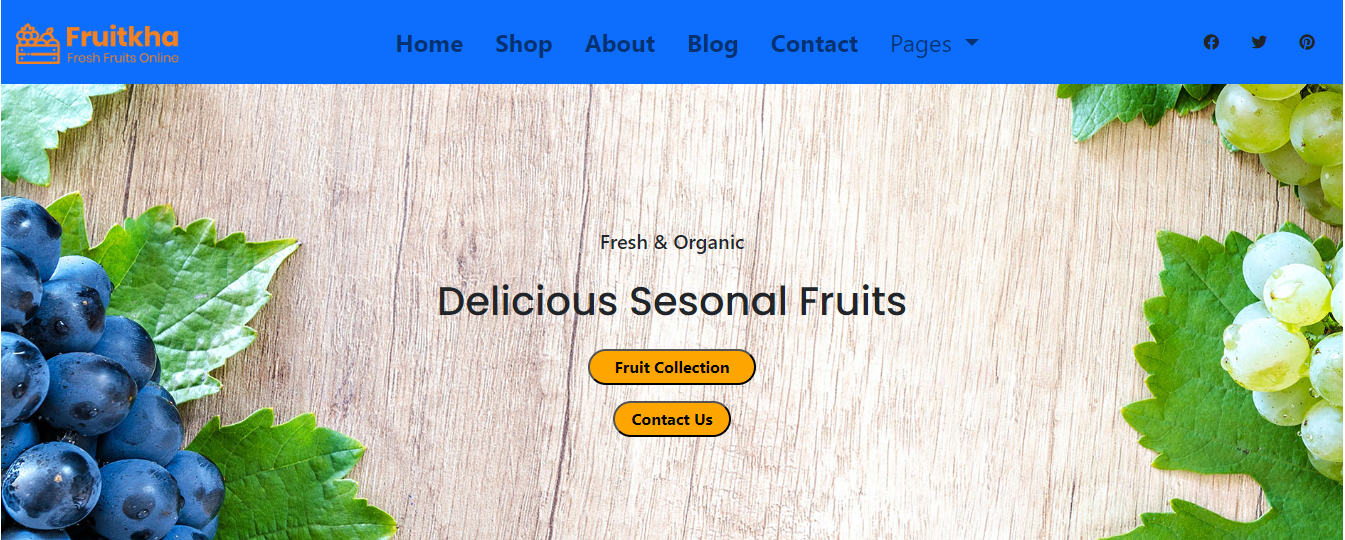 Fruitkha
Fresh Fruits Online
Home Shop About Blog Contact Pages
Fresh & Organic
Delicious Sesonal Fruits
Fruit Collection
Contact Us